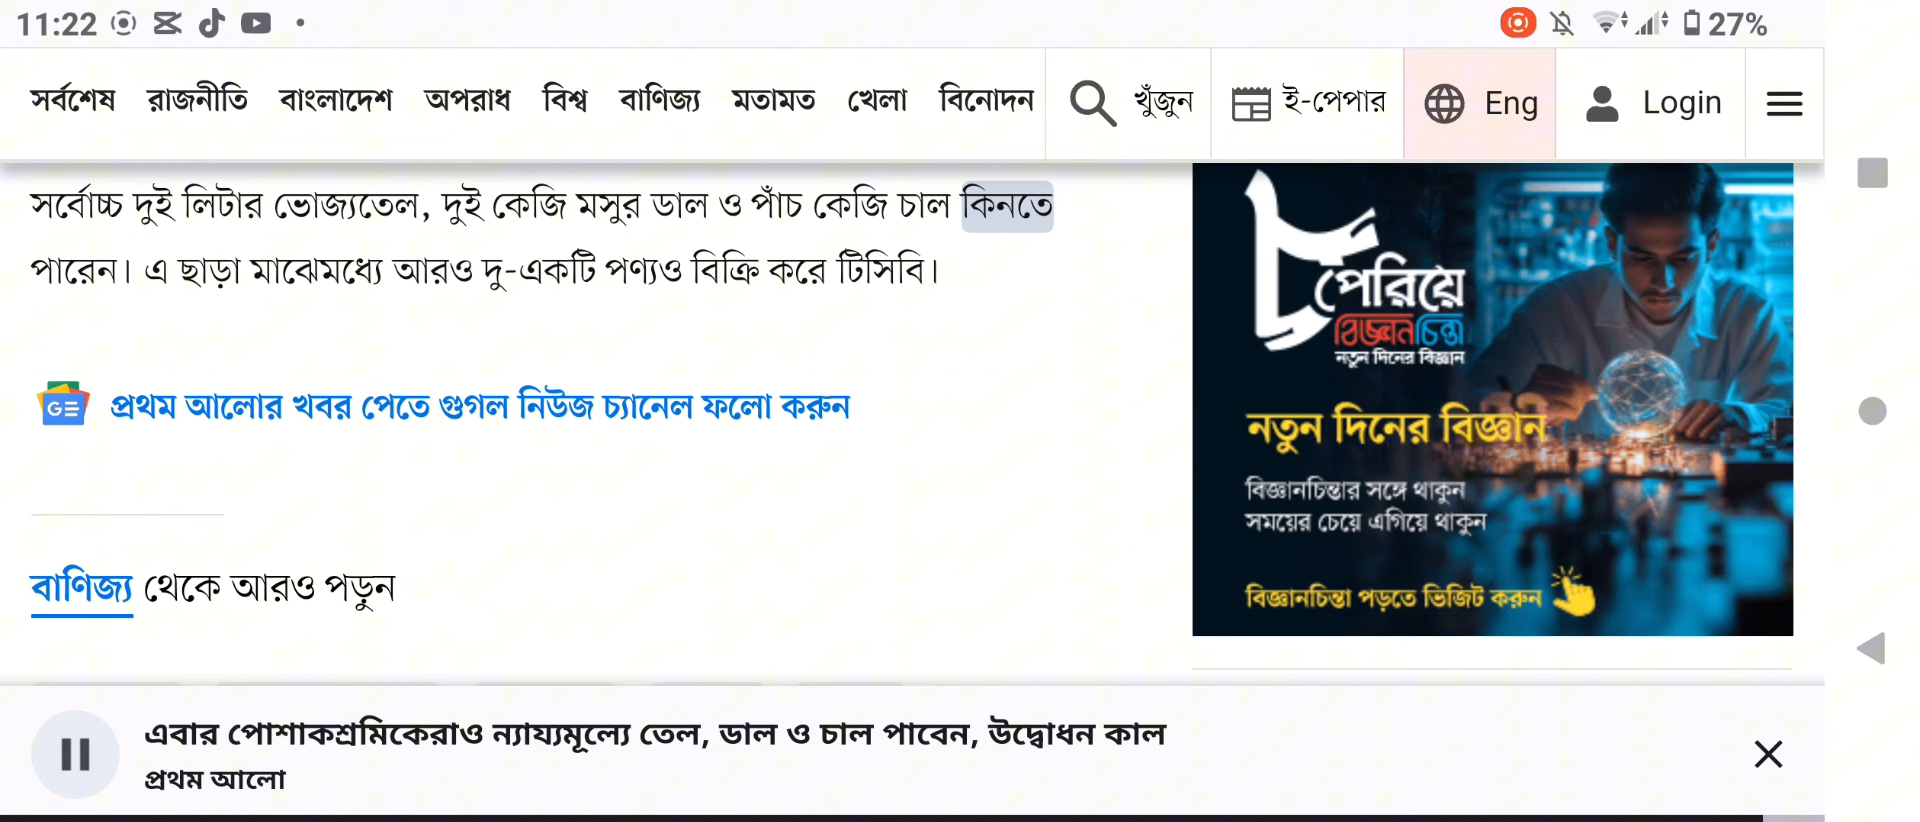 11:22
27%
সর্বশেষ রাজনীতি বাংলাদেশ অপরাধ বিশ্ব বাণিজ্য মতামত খেলা বিনোদন খুঁজুন ই-পেপার Eng Login
সর্বোচ্চ দুই লিটার ভোজ্যতেল, দুই কেজি মসুর ডাল ও পাঁচ কেজি চাল কিনতে
পারেন। এ ছাড়া মাঝেমধ্যে আরও দু-একটি পণ্যও বিক্রি করে টিসিবি।
GE প্রথম আলোর খবর পেতে গুগল নিউজ চ্যানেল ফলো করুন
বাণিজ্য থেকে আরও পড়ুন
৮ পেরিয়ে
বিজ্ঞানচিন্তা
নতুন দিনের বিজ্ঞান
নতুন দিনের বিজ্ঞান
বিজ্ঞানচিন্তার সঙ্গে থাকুন
সময়ের চেয়ে এগিয়ে থাকুন
বিজ্ঞানচিন্তা পড়তে ভিজিট করুন
এবার পোশাকশ্রমিকেরাও ন্যায্যমূল্যে তেল, ডাল ও চাল পাবেন, উদ্বোধন কাল
প্রথম আলো